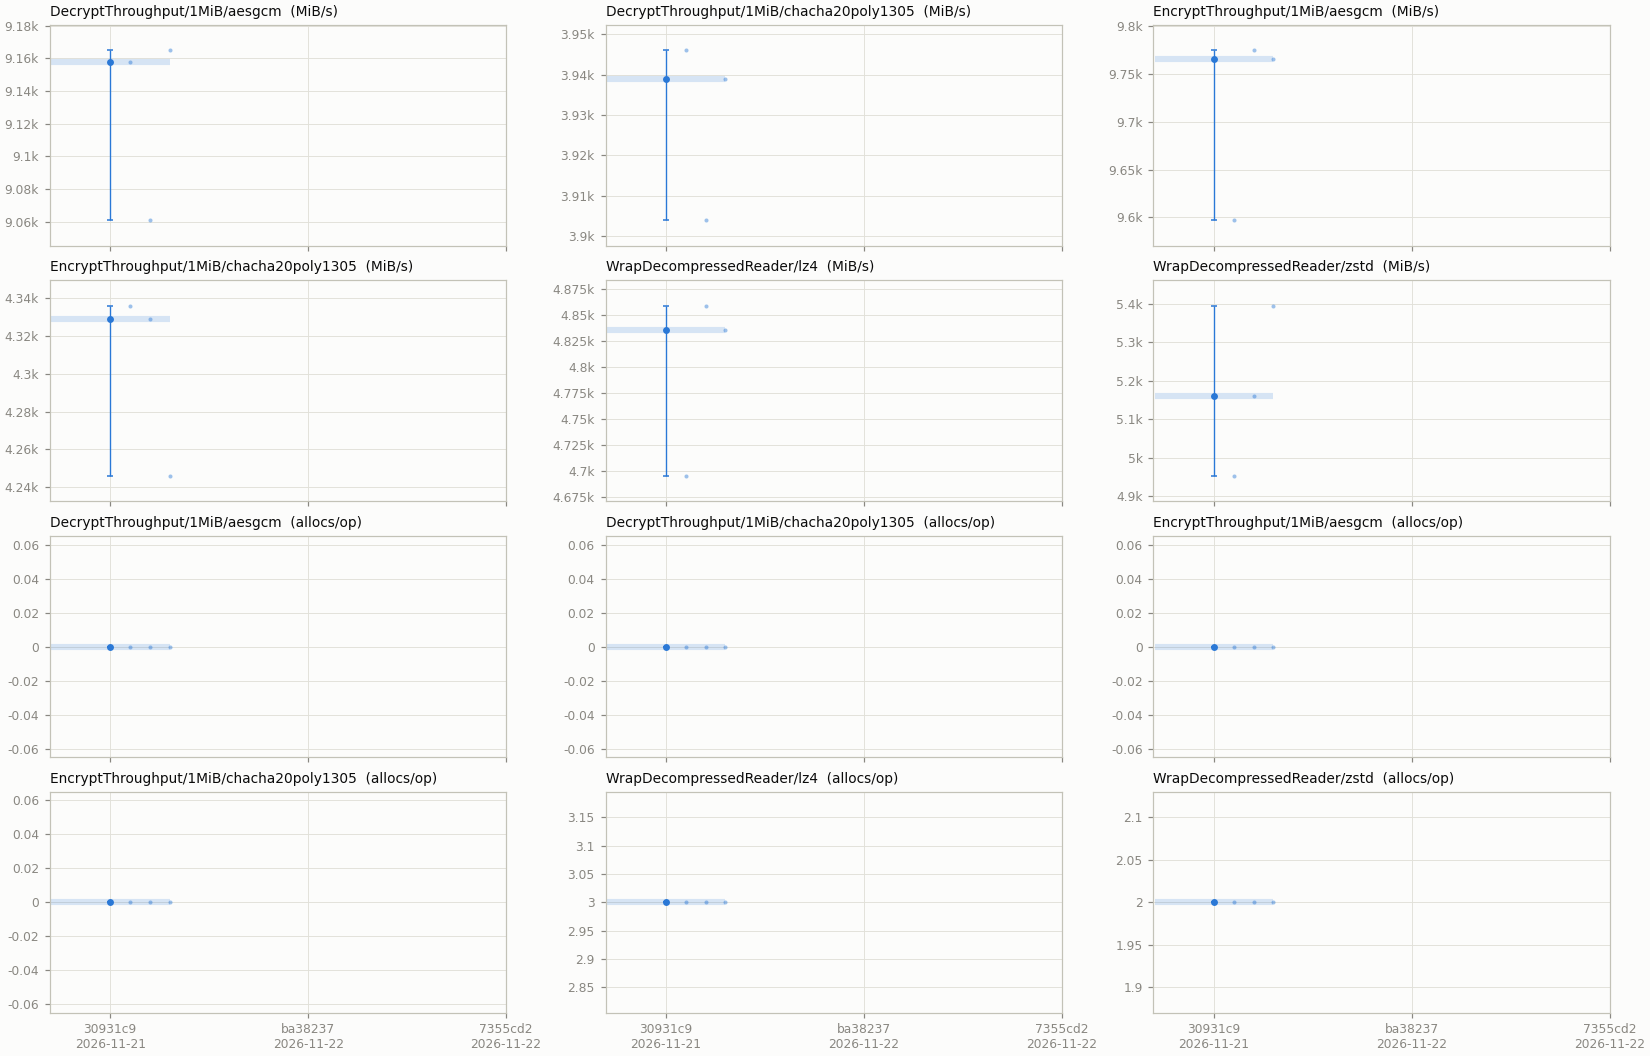 DecryptThroughput/1MiB/aesgcm (MiB/s)
9.18k
9.16k
9.14k
9.12k
9.1k
9.08k
9.06k
DecryptThroughput/1MiB/chacha20poly1305 (MiB/s)
3.95k
3.94k
3.93k
3.92k
3.91k
3.9k
EncryptThroughput/1MiB/aesgcm (MiB/s)
9.8k
9.75k
9.7k
9.65k
9.6k
EncryptThroughput/1MiB/chacha20poly1305 (MiB/s)
4.34k
4.32k
4.3k
4.28k
4.26k
4.24k
WrapDecompressedReader/lz4 (MiB/s)
4.875k
4.85k
4.825k
4.8k
4.775k
4.75k
4.725k
4.7k
4.675k
WrapDecompressedReader/zstd (MiB/s)
5.4k
5.3k
5.2k
5.1k
5k
4.9k
DecryptThroughput/1MiB/aesgcm (allocs/op)
0.06
0.04
0.02
0
-0.02
-0.04
-0.06
DecryptThroughput/1MiB/chacha20poly1305 (allocs/op)
0.06
0.04
0.02
0
-0.02
-0.04
-0.06
EncryptThroughput/1MiB/aesgcm (allocs/op)
0.06
0.04
0.02
0
-0.02
-0.04
-0.06
EncryptThroughput/1MiB/chacha20poly1305 (allocs/op)
0.06
0.04
0.02
0
-0.02
-0.04
-0.06
30931c9
2026-11-21
ba38237
2026-11-22
7355cd2
2026-11-22
WrapDecompressedReader/lz4 (allocs/op)
3.15
3.1
3.05
3
2.95
2.9
2.85
30931c9
2026-11-21
ba38237
2026-11-22
7355cd2
2026-11-22
WrapDecompressedReader/zstd (allocs/op)
2.1
2.05
2
1.95
1.9
30931c9
2026-11-21
ba38237
2026-11-22
7355cd2
2026-11-22